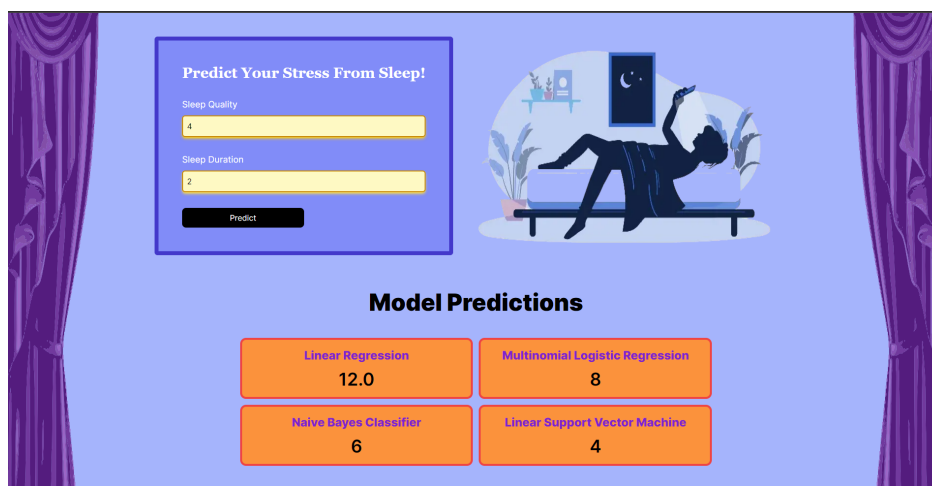 Predict Your Stress From Sleep!
Sleep Quality
4
Sleep Duration
2
Predict
Model Predictions
Linear Regression
12.0
Multinomial Logistic Regression
8
Naive Bayes Classifier
6
Linear Support Vector Machine
4